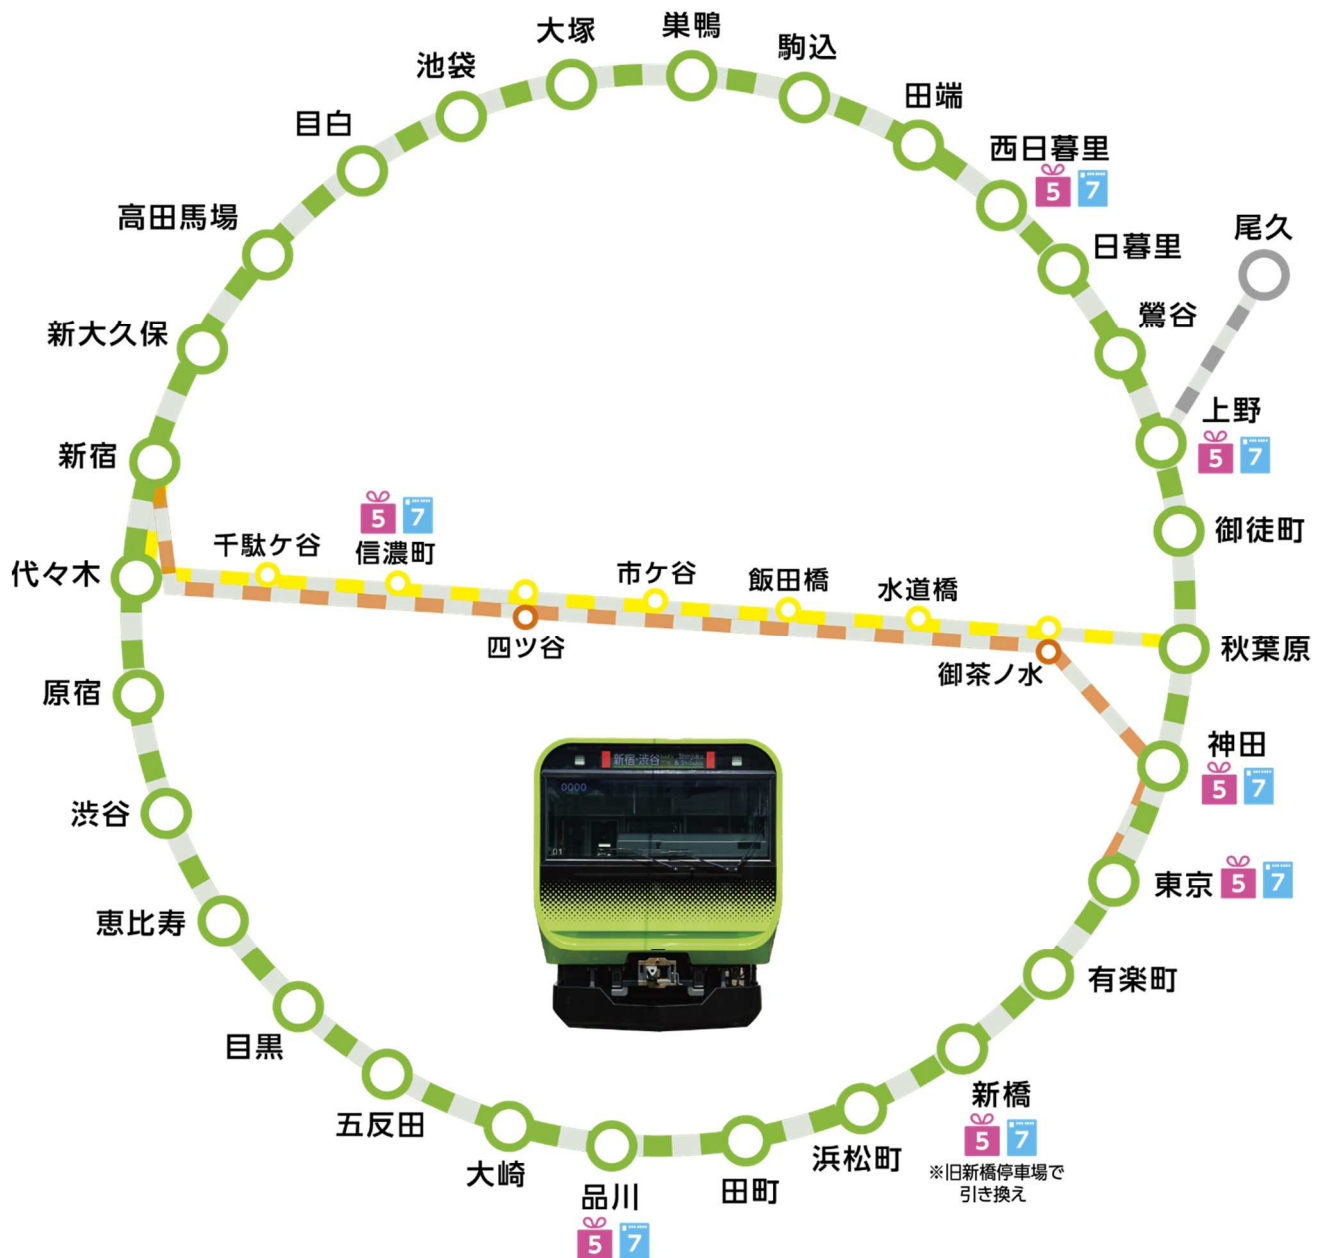 大塚
巣鴨
駒込
池袋
田端
目白
西日暮里
5 7
高田馬場
尾久
日暮里
鶯谷
新大久保
上野
5 7
新宿
5 7
御徒町
千駄ケ谷
信濃町
代々木
市ケ谷
飯田橋
水道橋
四ツ谷
秋葉原
御茶ノ水
原宿
神田
5 7
新宿・渋谷
0000
渋谷
01
東京 5 7
恵比寿
有楽町
目黒
新橋
5 7
※旧新橋停車場で
引き換え
五反田
浜松町
大崎
品川
5 7
田町